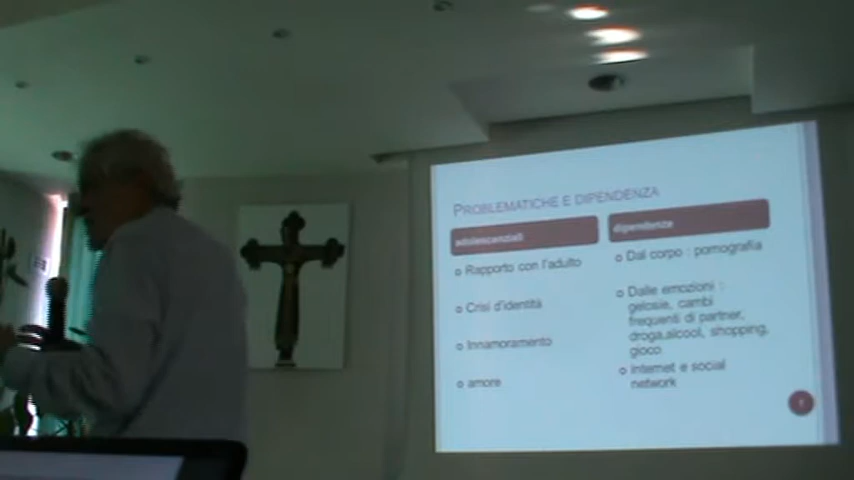 PROBLEMATICHE E DIPENDENZA
adolescenziali
Rapporto con l'adulto
Crisi d'identità
Innamoramento
amore
dipendenze
Dal corpo : pornografia
Dalle emozioni :
gelosie, cambi
frequenti di partner,
droga,alcool, shopping,
gioco
internet e social
network